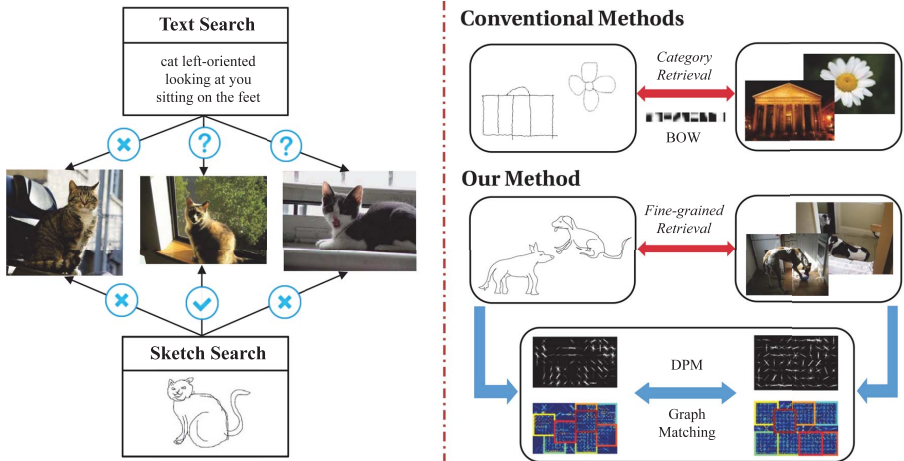 Text Search
cat left-oriented
looking at you
sitting on the feet
?
?
Sketch Search
Conventional Methods
Category
Retrieval
BOW
Our Method
Fine-grained
Retrieval
DPM
Graph
Matching